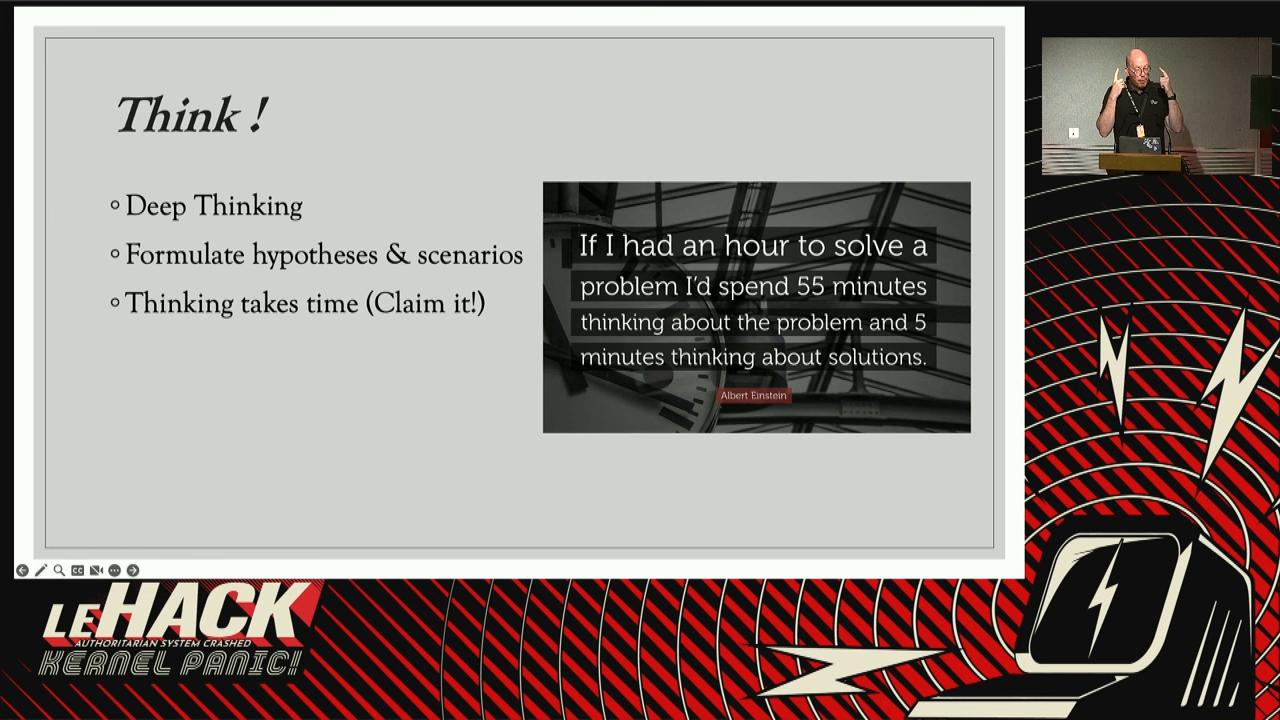 Think !
Deep Thinking
Formulate hypotheses & scenarios
Thinking takes time (Claim it!)
If I had an hour to solve a
problem I'd spend 55 minutes
thinking about the problem and 5
minutes thinking about solutions.
Albert Einstein
CC
LEHACK
AUTHORITARIAN SYSTEM CRASHED
KERNEL PANIC!